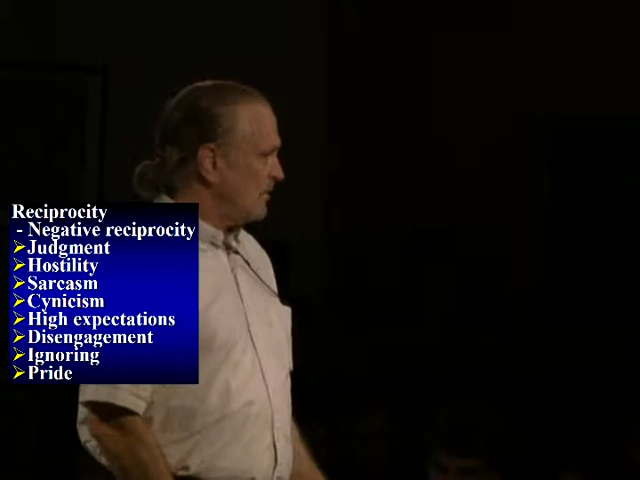 Reciprocity
- Negative reciprocity
➢Judgment
➢Hostility
➢Sarcasm
➢Cynicism
➢High expectations
➢Disengagement
➢Ignoring
➢Pride